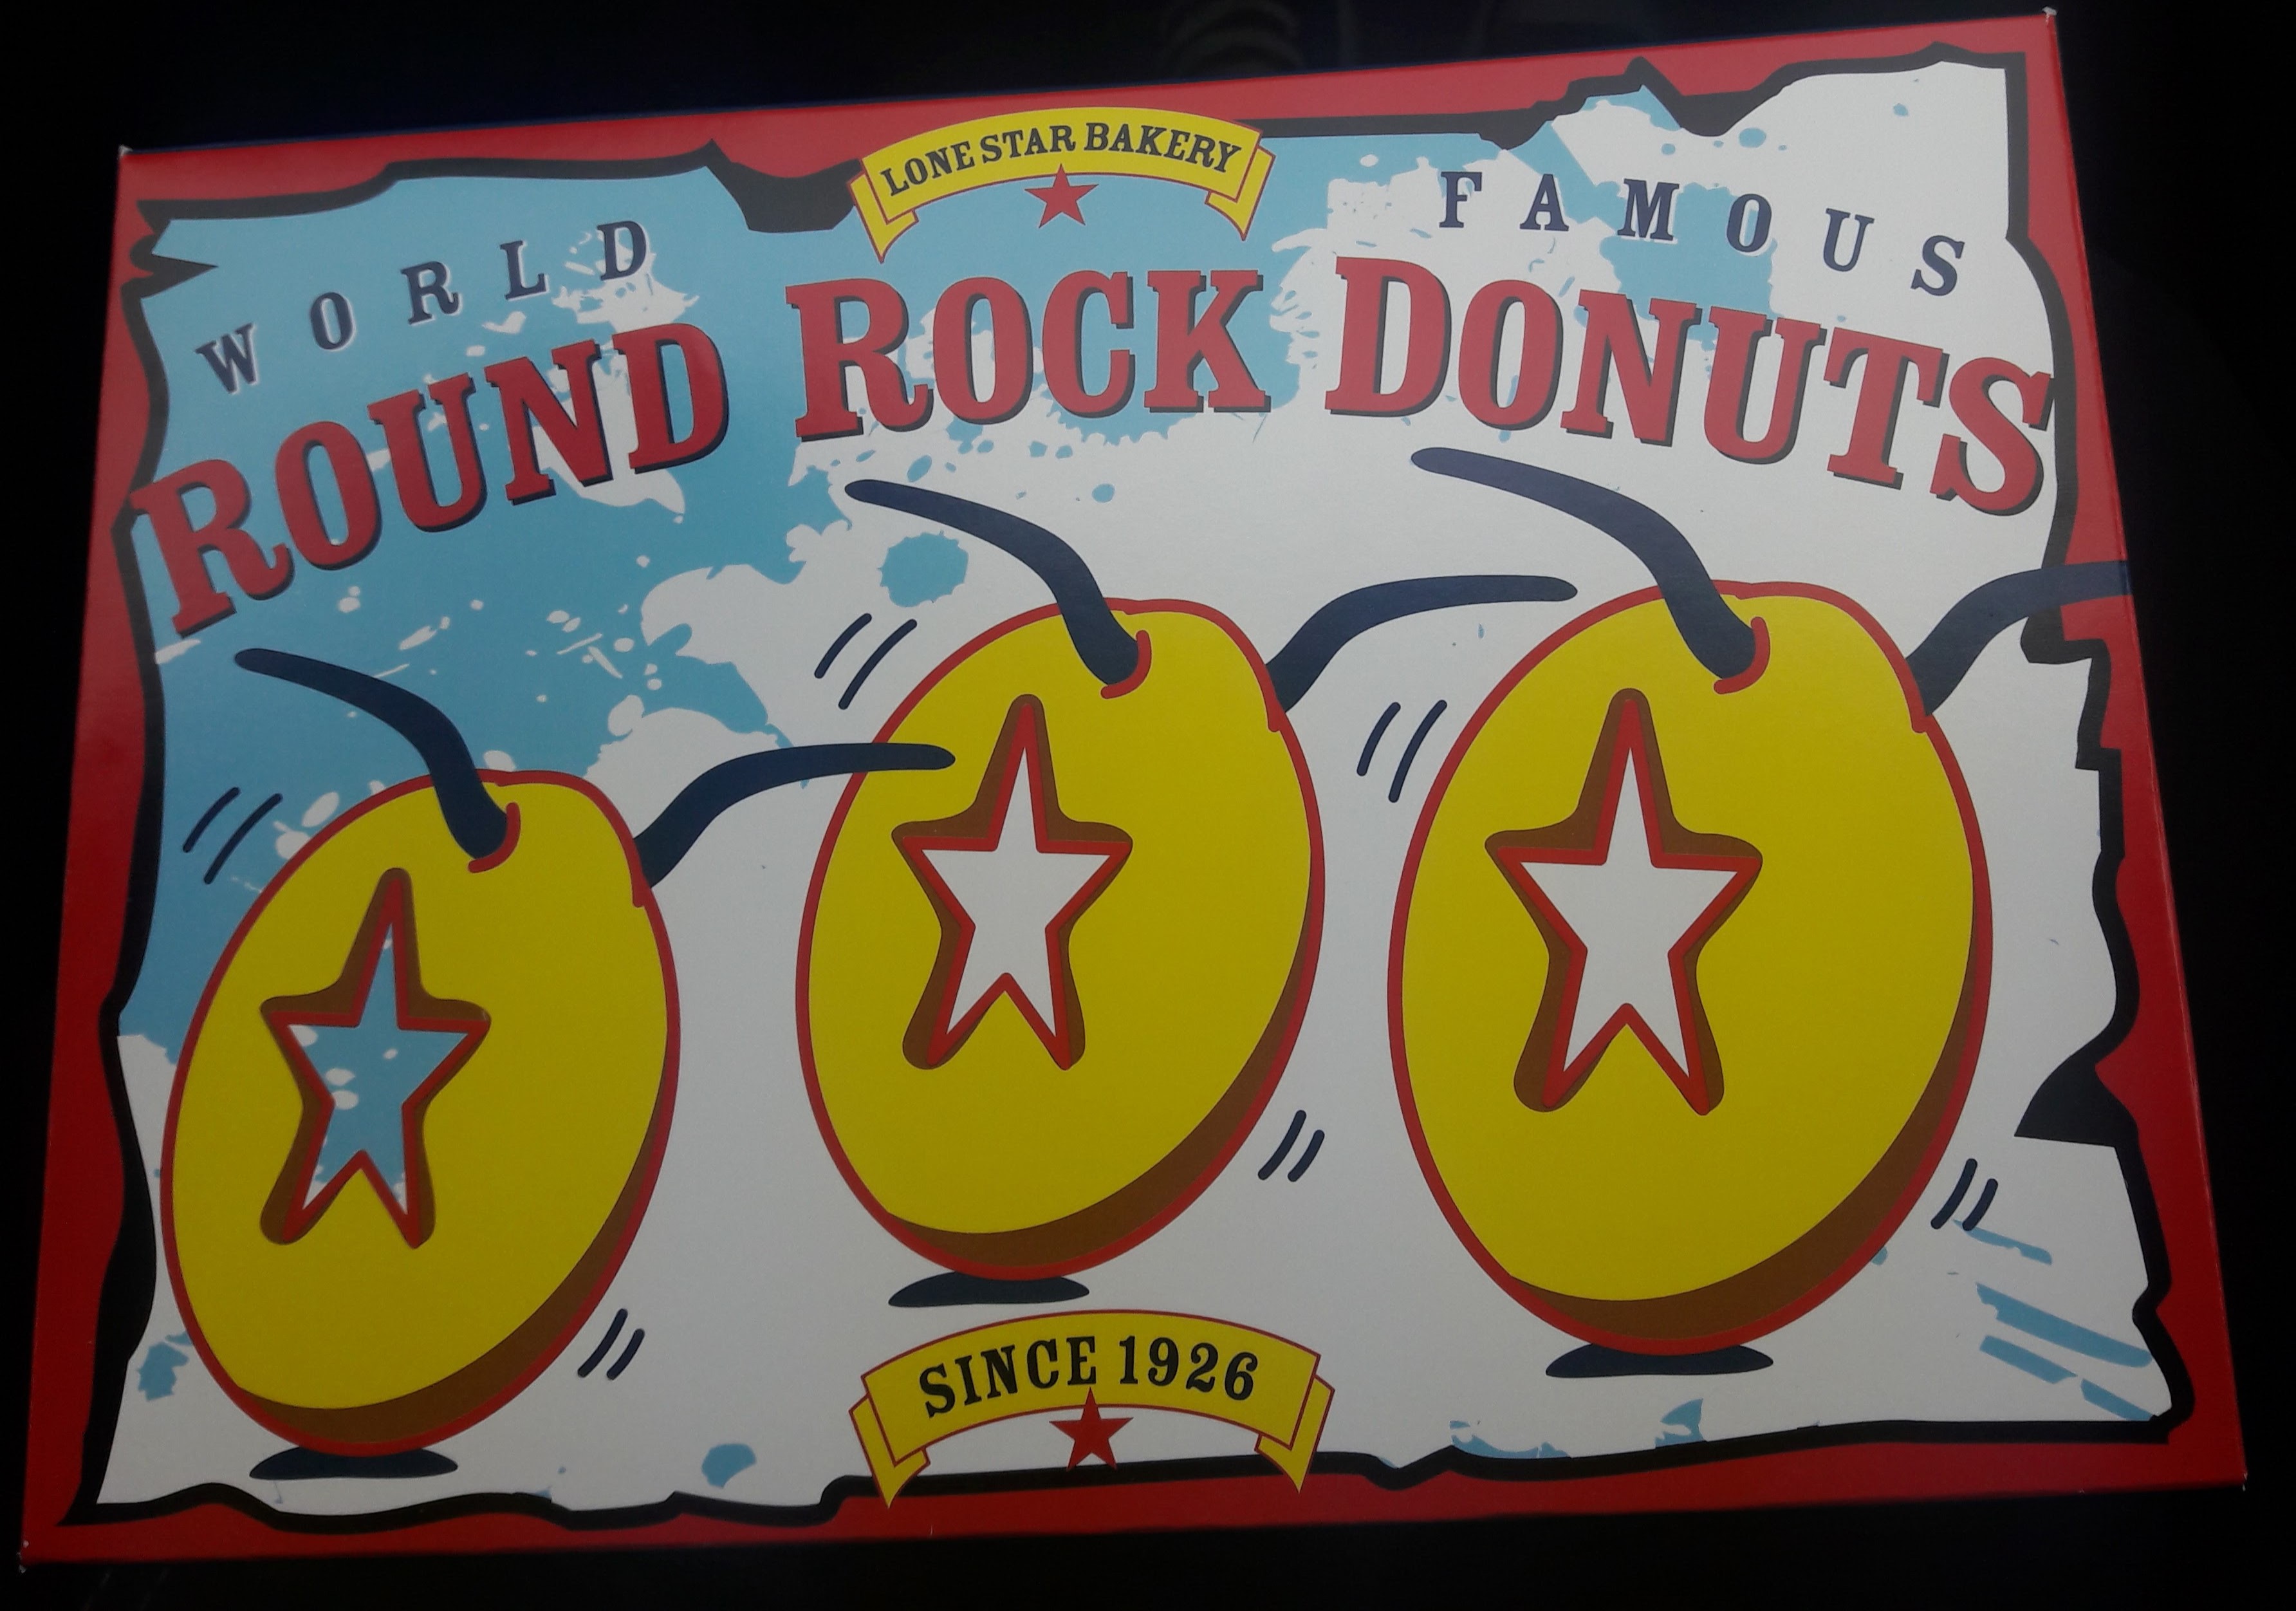 LONE STAR BAKERY
WORLD FAMOUS
ROUND ROCK DONUTS
SINCE 1926